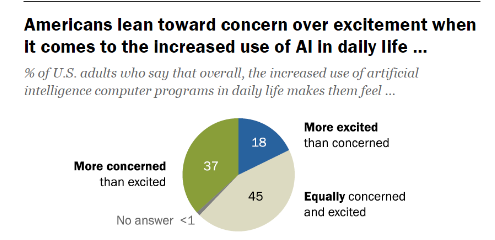 Americans lean toward concern over excitement when
it comes to the increased use of AI in daily life ...
% of U.S. adults who say that overall, the increased use of artificial
intelligence computer programs in daily life makes them feel ...
More excited
than concerned
18
37
More concerned
than excited
45
Equally concerned
and excited
No answer <1